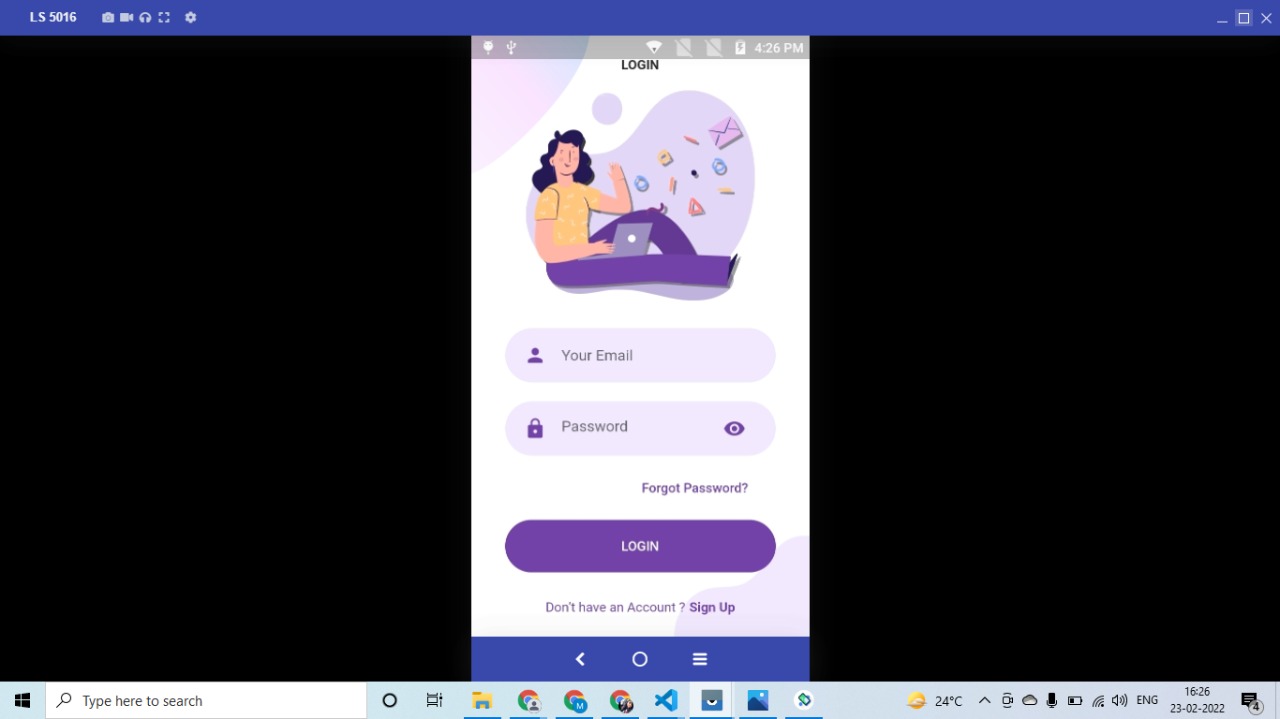 LS 5016
4:26 PM
LOGIN
Your Email
Password
Forgot Password?
LOGIN
Don't have an Account ? Sign Up
Type here to search
M
24°C
ENG
16:26
23-02-2022
4